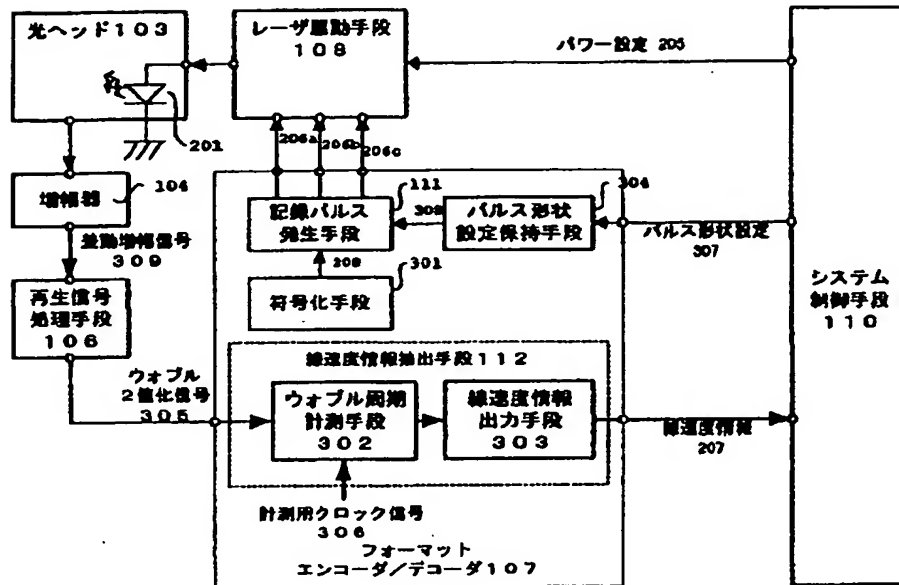 光ヘッド103
レーザ駆動手段
108
パワー設定 205
201
206a
206b
206c
増幅器
104
差動増幅信号
309
再生信号
処理手段
106
ウォブル
2値化信号
305
記録パルス
発生手段
111
パルス形状
設定保持手段
304
308
符号化手段
301
パルス形状設定
307
システム
制御手段
110
線速度情報抽出手段112
ウォブル周期
計測手段
302
線速度情報
出力手段
303
線速度情報
207
計測用クロック信号
306
フォーマット
エンコーダ/デコーダ107